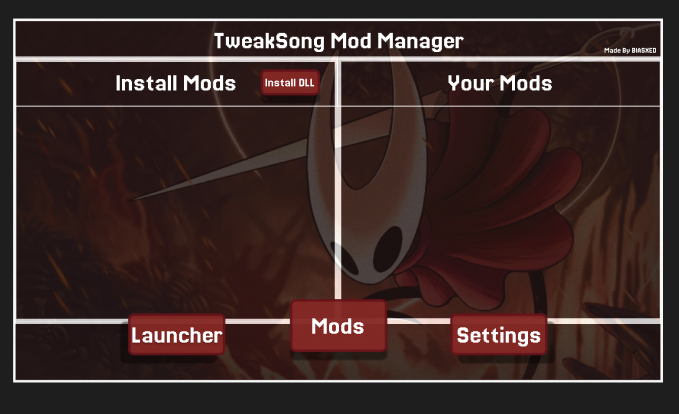 TweakSong Mod Manager
Made By BIASXED
Install Mods
Install DLL
Your Mods
Launcher
Mods
Settings